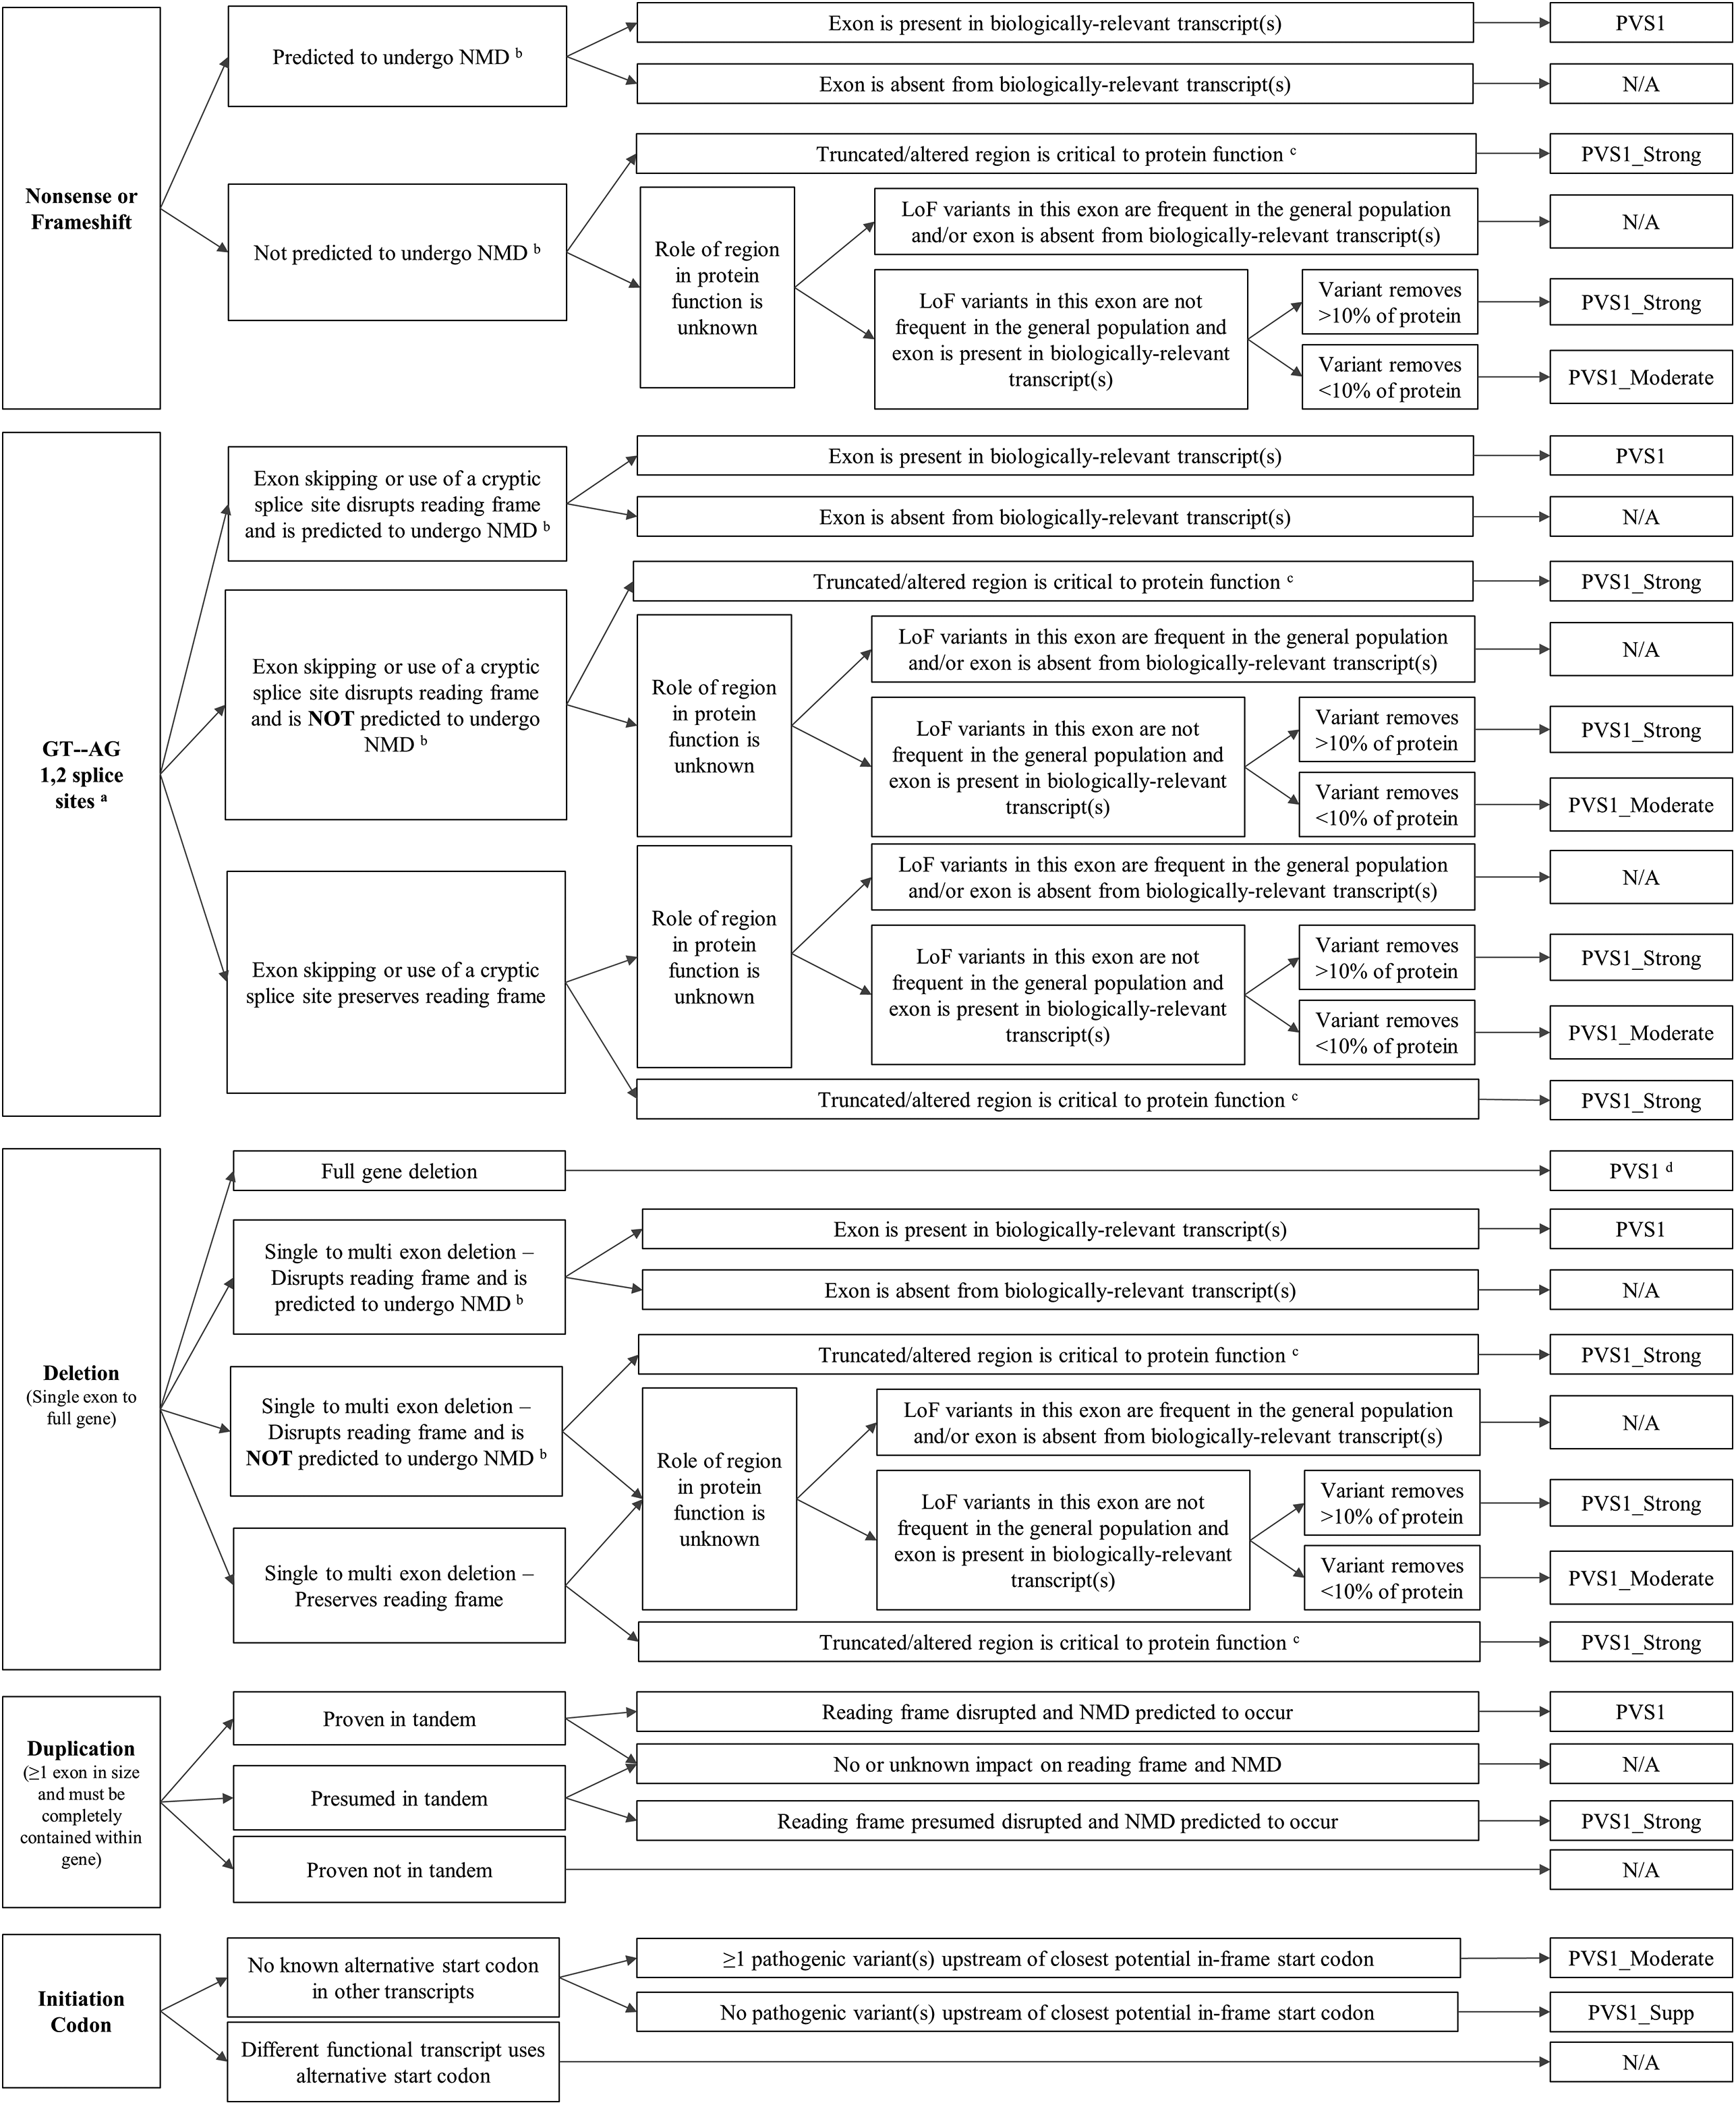 Nonsense or
Frameshift
Predicted to undergo NMD ᵇ
Exon is present in biologically-relevant transcript(s)
PVS1
Exon is absent from biologically-relevant transcript(s)
N/A
Not predicted to undergo NMD ᵇ
Truncated/altered region is critical to protein function ᶜ
PVS1_Strong
Role of region
in protein
function is
unknown
LoF variants in this exon are frequent in the general population
and/or exon is absent from biologically-relevant transcript(s)
N/A
LoF variants in this exon are not
frequent in the general population and
exon is present in biologically-relevant
transcript(s)
Variant removes
>10% of protein
PVS1_Strong
Variant removes
<10% of protein
PVS1_Moderate
GT--AG
1,2 splice
sites ᵃ
Exon skipping or use of a cryptic
splice site disrupts reading frame
and is predicted to undergo NMD ᵇ
Exon is present in biologically-relevant transcript(s)
PVS1
Exon is absent from biologically-relevant transcript(s)
N/A
Exon skipping or use of a cryptic
splice site disrupts reading frame
and is NOT predicted to undergo
NMD ᵇ
Truncated/altered region is critical to protein function ᶜ
PVS1_Strong
Role of region
in protein
function is
unknown
LoF variants in this exon are frequent in the general population
and/or exon is absent from biologically-relevant transcript(s)
N/A
LoF variants in this exon are not
frequent in the general population and
exon is present in biologically-relevant
transcript(s)
Variant removes
>10% of protein
PVS1_Strong
Variant removes
<10% of protein
PVS1_Moderate
Exon skipping or use of a cryptic
splice site preserves reading frame
Role of region
in protein
function is
unknown
LoF variants in this exon are frequent in the general population
and/or exon is absent from biologically-relevant transcript(s)
N/A
LoF variants in this exon are not
frequent in the general population and
exon is present in biologically-relevant
transcript(s)
Variant removes
>10% of protein
PVS1_Strong
Variant removes
<10% of protein
PVS1_Moderate
Truncated/altered region is critical to protein function ᶜ
PVS1_Strong
Deletion
(Single exon to
full gene)
Full gene deletion
PVS1 ᵈ
Single to multi exon deletion –
Disrupts reading frame and is
predicted to undergo NMD ᵇ
Exon is present in biologically-relevant transcript(s)
PVS1
Exon is absent from biologically-relevant transcript(s)
N/A
Single to multi exon deletion –
Disrupts reading frame and is
NOT predicted to undergo NMD ᵇ
Truncated/altered region is critical to protein function ᶜ
PVS1_Strong
Role of region
in protein
function is
unknown
LoF variants in this exon are frequent in the general population
and/or exon is absent from biologically-relevant transcript(s)
N/A
LoF variants in this exon are not
frequent in the general population and
exon is present in biologically-relevant
transcript(s)
Variant removes
>10% of protein
PVS1_Strong
Variant removes
<10% of protein
PVS1_Moderate
Single to multi exon deletion –
Preserves reading frame
Truncated/altered region is critical to protein function ᶜ
PVS1_Strong
Duplication
(≥1 exon in size
and must be
completely
contained within
gene)
Proven in tandem
Reading frame disrupted and NMD predicted to occur
PVS1
No or unknown impact on reading frame and NMD
N/A
Presumed in tandem
Reading frame presumed disrupted and NMD predicted to occur
PVS1_Strong
Proven not in tandem
N/A
Initiation
Codon
No known alternative start codon
in other transcripts
≥1 pathogenic variant(s) upstream of closest potential in-frame start codon
PVS1_Moderate
No pathogenic variant(s) upstream of closest potential in-frame start codon
PVS1_Supp
Different functional transcript uses
alternative start codon
N/A